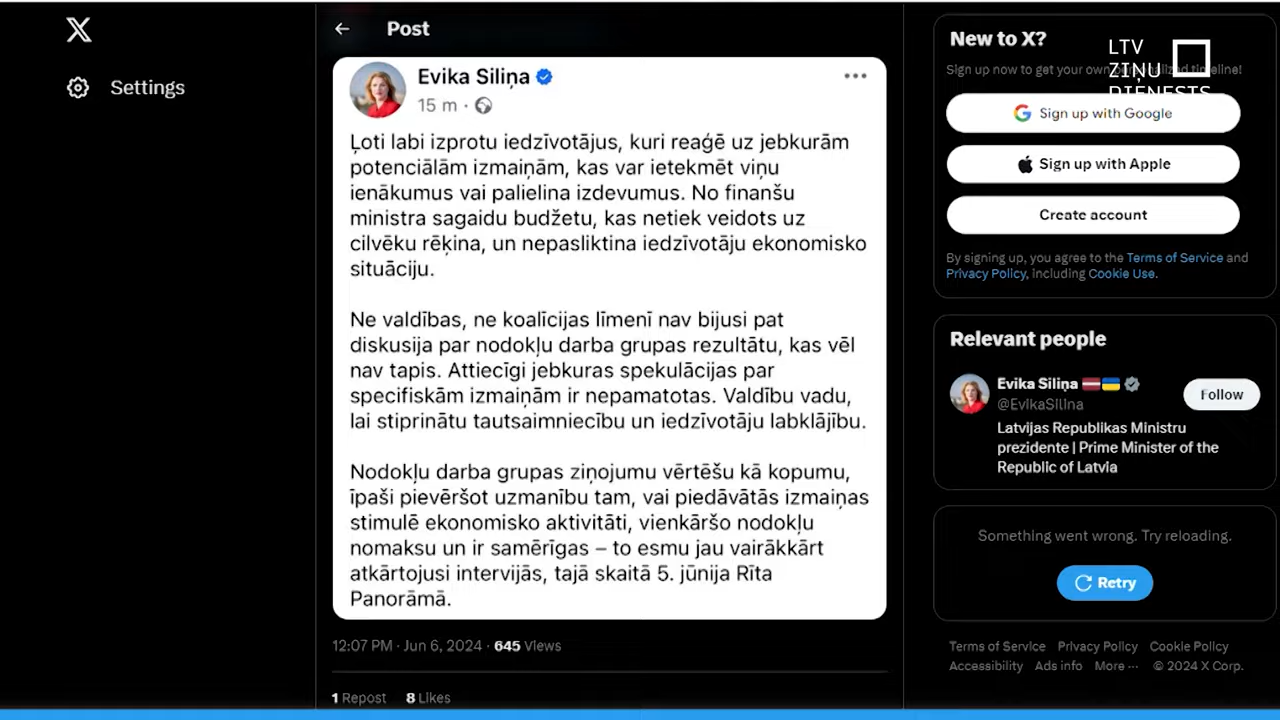 Post
Settings
Evika Siliņa
15 m ·
Ļoti labi izprotu iedzīvotājus, kuri reaģē uz jebkurām
potenciālām izmaiņām, kas var ietekmēt viņu
ienākumus vai palielina izdevumus. No finanšu
ministra sagaidu budžetu, kas netiek veidots uz
cilvēku rēķina, un nepasliktina iedzīvotāju ekonomisko
situāciju.
Ne valdības, ne koalīcijas līmenī nav bijusi pat
diskusija par nodokļu darba grupas rezultātu, kas vēl
nav tapis. Attiecīgi jebkuras spekulācijas par
specifiskām izmaiņām ir nepamatotas. Valdību vadu,
lai stiprinātu tautsaimniecību un iedzīvotāju labklājību.
Nodokļu darba grupas ziņojumu vērtēšu kā kopumu,
īpaši pievēršot uzmanību tam, vai piedāvātās izmaiņas
stimulē ekonomisko aktivitāti, vienkāršo nodokļu
nomaksu un ir samērīgas – to esmu jau vairākkārt
atkārtojusi intervijās, tajā skaitā 5. jūnija Rīta
Panorāmā.
12:07 PM · Jun 6, 2024 · 645 Views
1 Repost 8 Likes
New to X?
Sign up now to get your own personalized timeline!
LTV
ZIŅU
DIENESTS
Sign up with Google
Sign up with Apple
Create account
By signing up, you agree to the Terms of Service and
Privacy Policy, including Cookie Use.
Relevant people
Evika Siliņa
@EvikaSilina
Follow
Latvijas Republikas Ministru
prezidente | Prime Minister of the
Republic of Latvia
Something went wrong. Try reloading.
Retry
Terms of Service Privacy Policy Cookie Policy
Accessibility Ads info More ··· © 2024 X Corp.